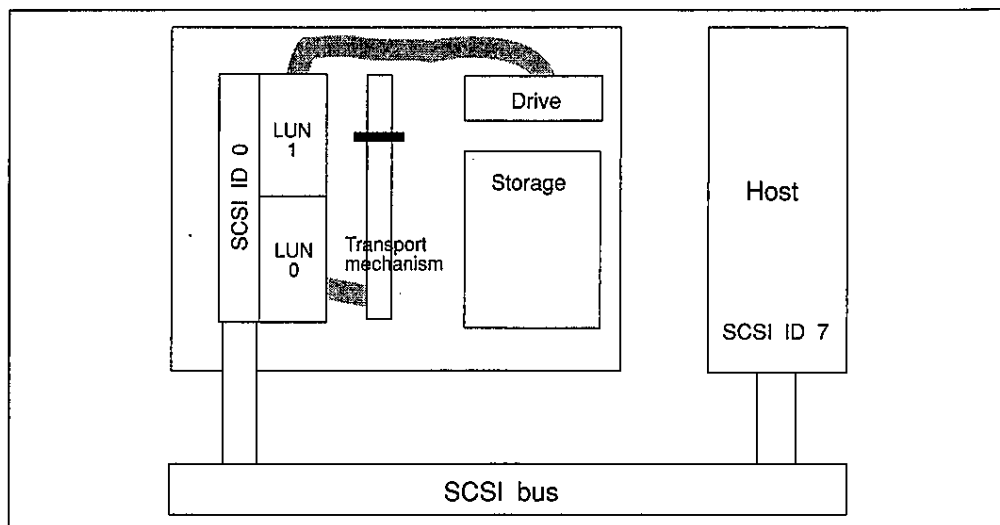 SCSI ID 0
LUN
1
LUN
0
Transport
mechanism
Drive
Storage
Host
SCSI ID 7
SCSI bus